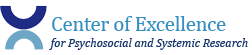 Center of Excellence
for Psychosocial and Systemic Research